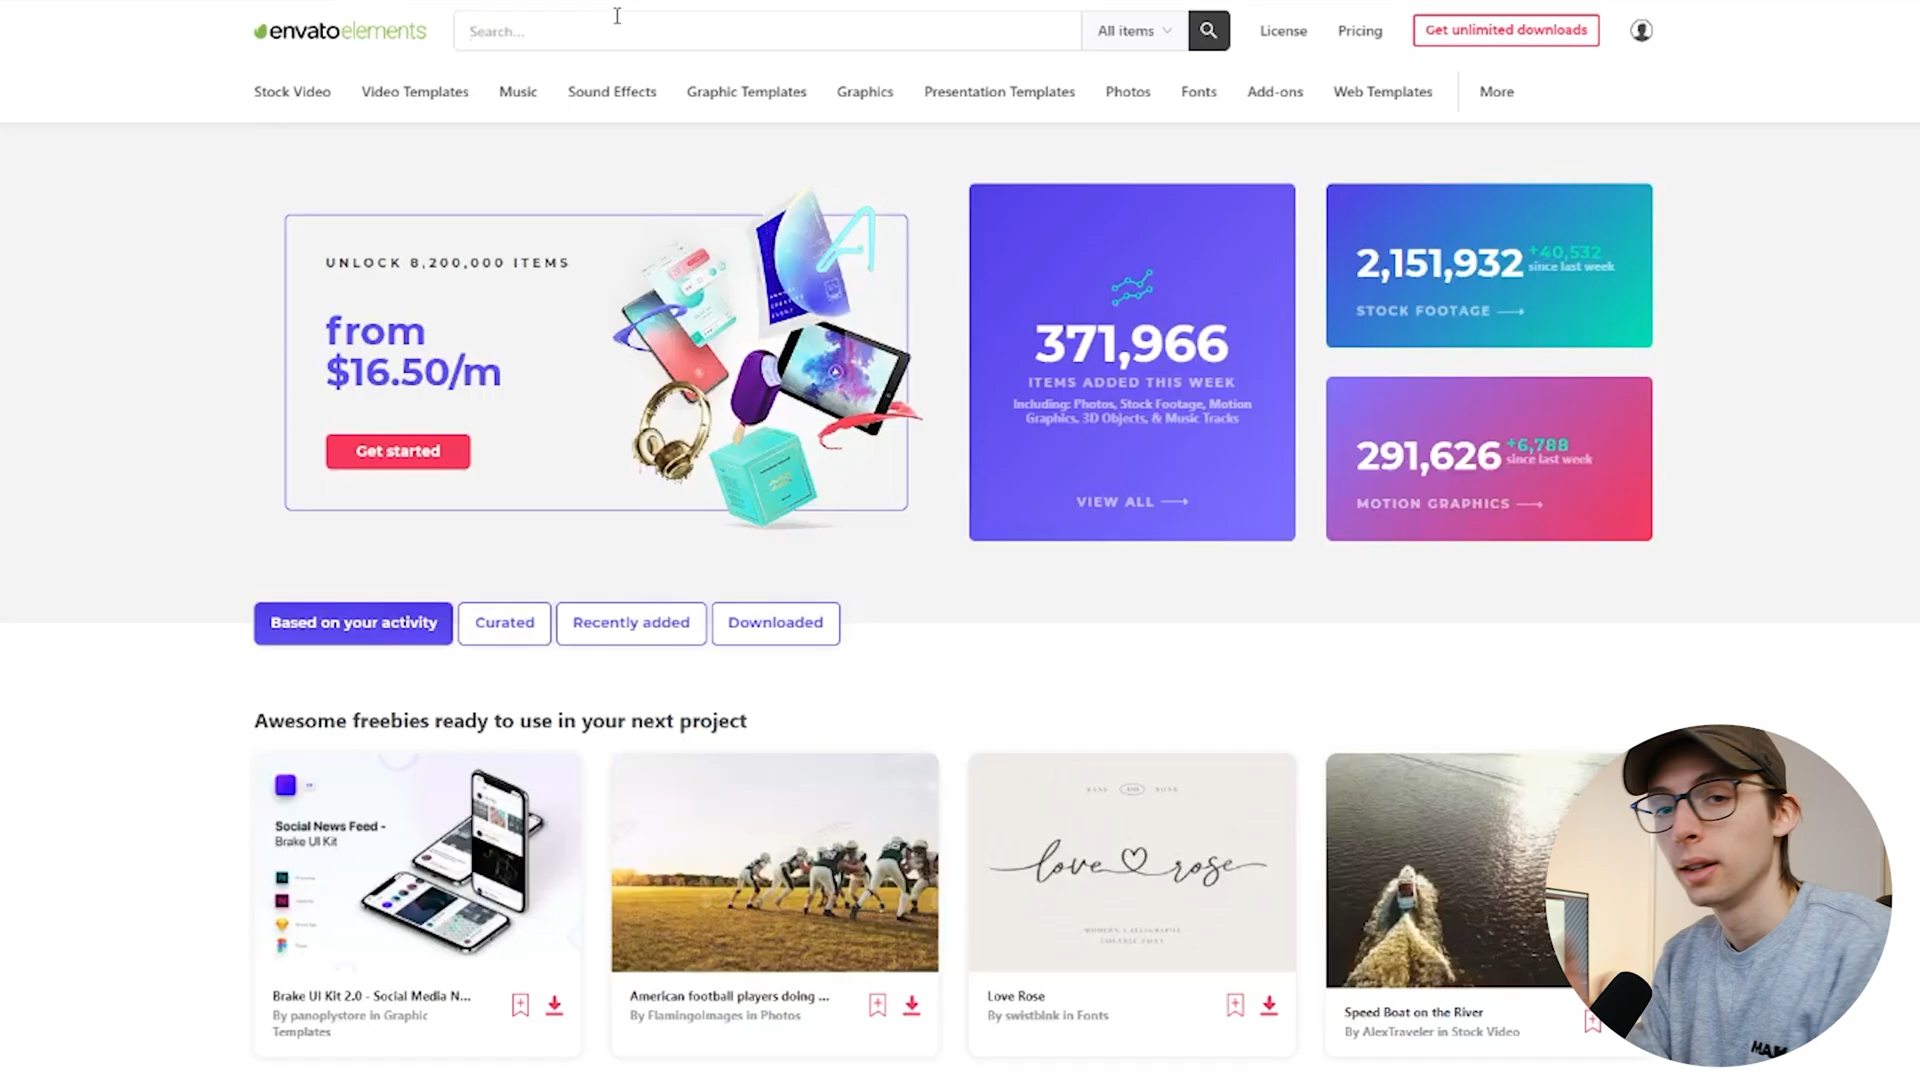 envatoelements
Search...
All items
License
Pricing
Get unlimited downloads
Stock Video
Video Templates
Music
Sound Effects
Graphic Templates
Graphics
Presentation Templates
Photos
Fonts
Add-ons
Web Templates
More
UNLOCK 8,200,000 ITEMS
from
$16.50/m
Get started
371,966
ITEMS ADDED THIS WEEK
Including: Photos, Stock Footage, Motion
Graphics, 3D Objects, & Music Tracks
VIEW ALL
2,151,932 +40,532
since last week
STOCK FOOTAGE
291,626 +6,788
since last week
MOTION GRAPHICS
Based on your activity
Curated
Recently added
Downloaded
Awesome freebies ready to use in your next project
Social News Feed -
Brake UI Kit
love rose
Brake UI Kit 2.0 - Social Media N...
By panoplystore in Graphic
Templates
American football players doing ...
By FlamingoImages in Photos
Love Rose
By swistblnk in Fonts
Speed Boat on the River
By AlexTraveler in Stock Video